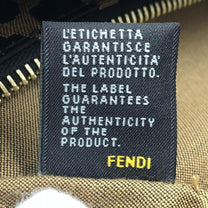 L'ETICHETTA
GARANTISCE
L'AUTENTICITA'
DEL PRODOTTO.
THE LABEL
GUARANTEES
THE
AUTHENTICITY
OF THE
PRODUCT.
FENDI